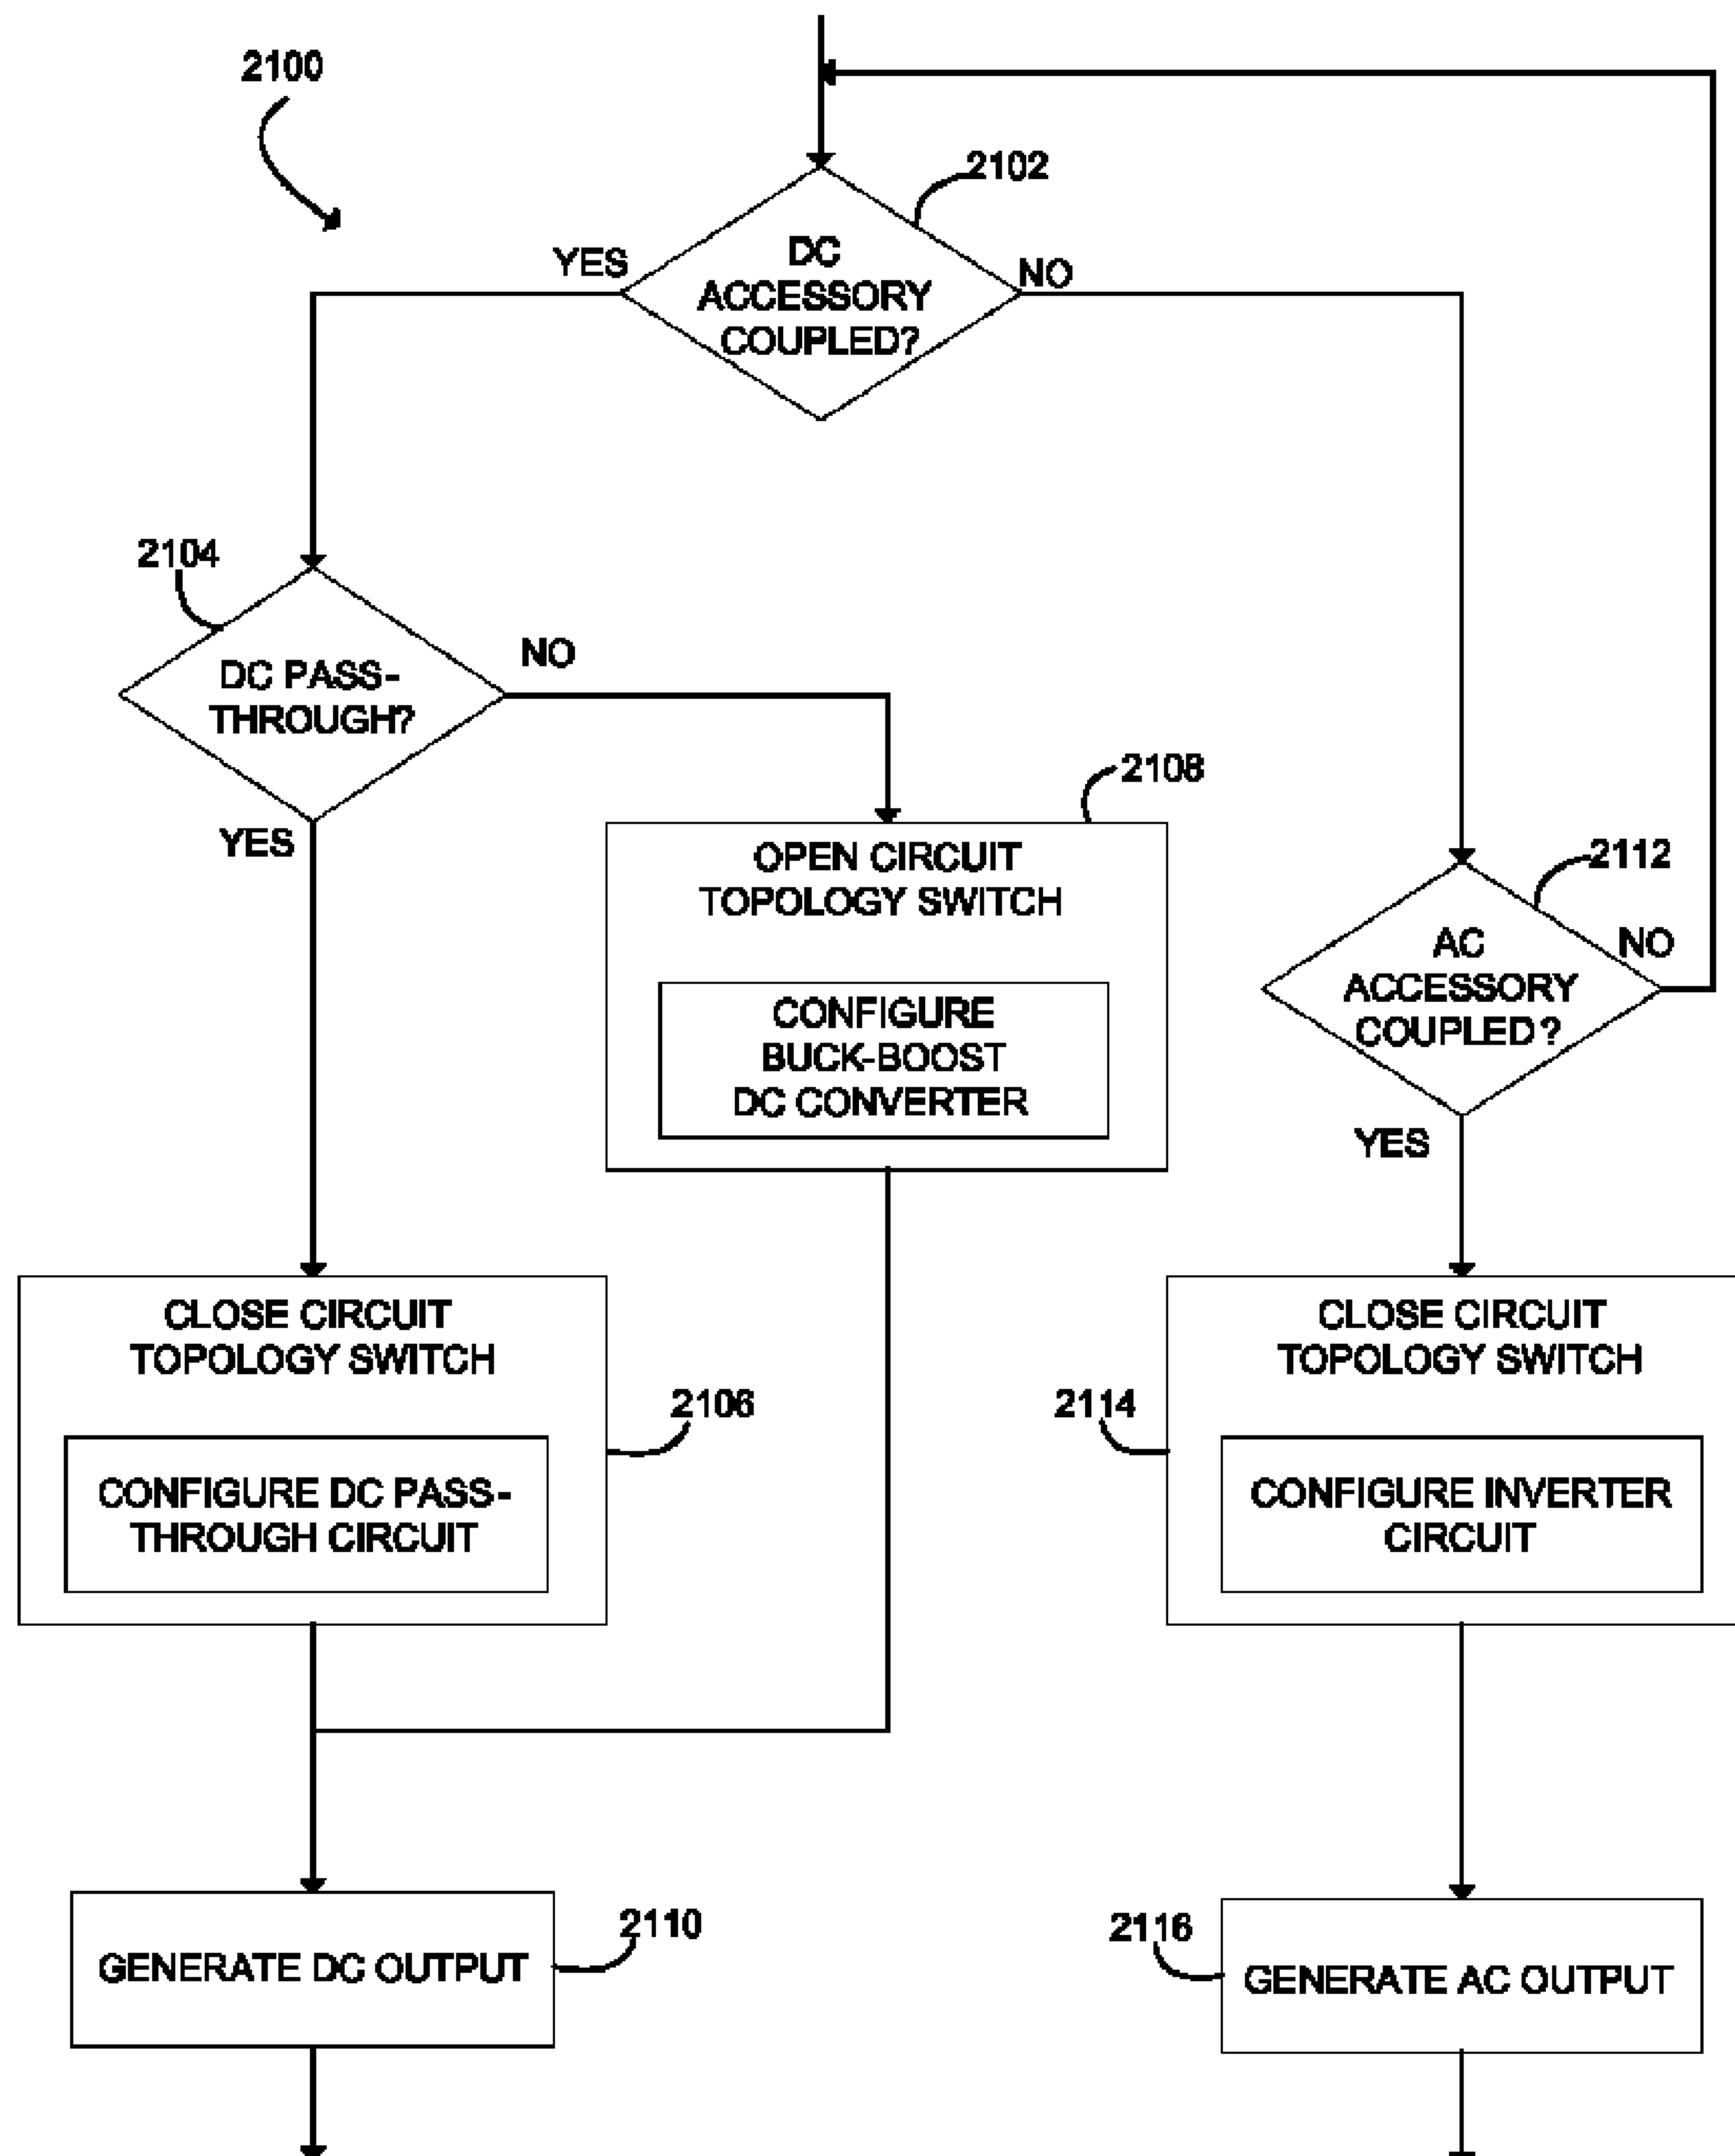 2100
2102
DC
ACCESSORY
COUPLED?
YES
NO
2104
DC PASS-
THROUGH?
NO
YES
2108
OPEN CIRCUIT
TOPOLOGY SWITCH
CONFIGURE
BUCK-BOOST
DC CONVERTER
2112
AC
ACCESSORY
COUPLED?
NO
YES
CLOSE CIRCUIT
TOPOLOGY SWITCH
2106
CONFIGURE DC PASS-
THROUGH CIRCUIT
CLOSE CIRCUIT
TOPOLOGY SWITCH
2114
CONFIGURE INVERTER
CIRCUIT
2110
GENERATE DC OUTPUT
2116
GENERATE AC OUTPUT